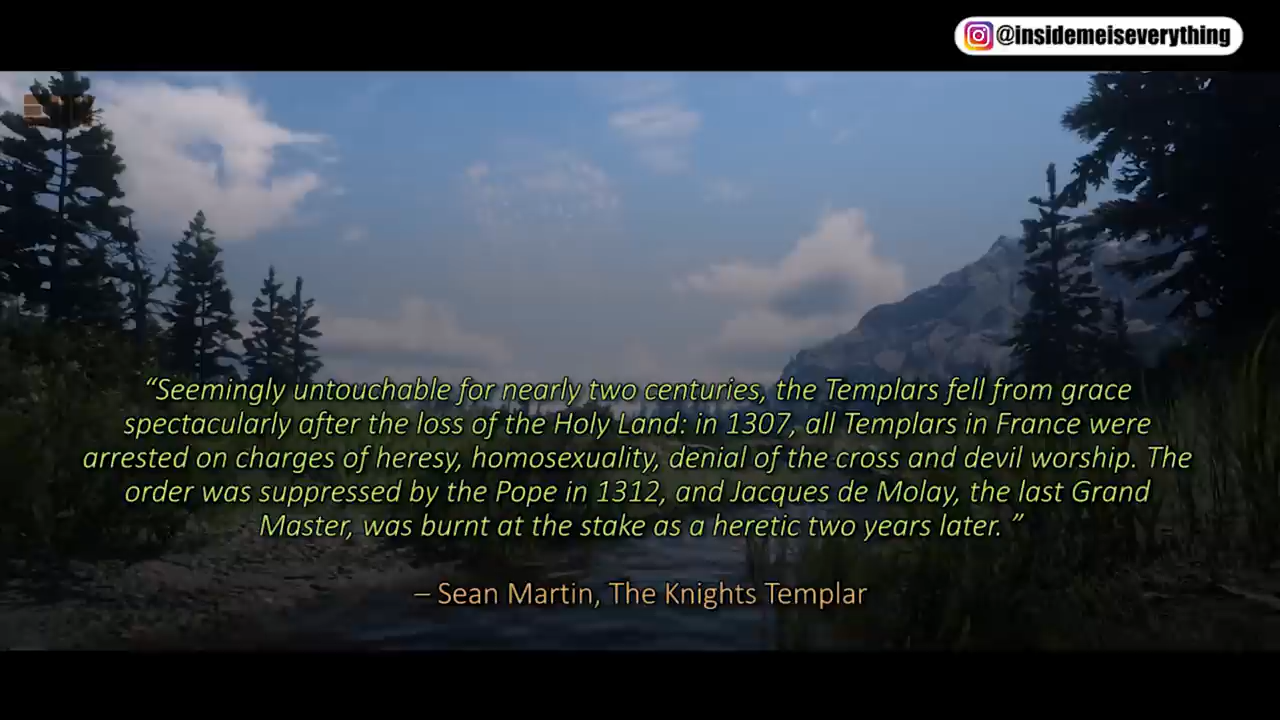 @insidemeiseverything
“Seemingly untouchable for nearly two centuries, the Templars fell from grace
spectacularly after the loss of the Holy Land: in 1307, all Templars in France were
arrested on charges of heresy, homosexuality, denial of the cross and devil worship. The
order was suppressed by the Pope in 1312, and Jacques de Molay, the last Grand
Master, was burnt at the stake as a heretic two years later. ”
– Sean Martin, The Knights Templar